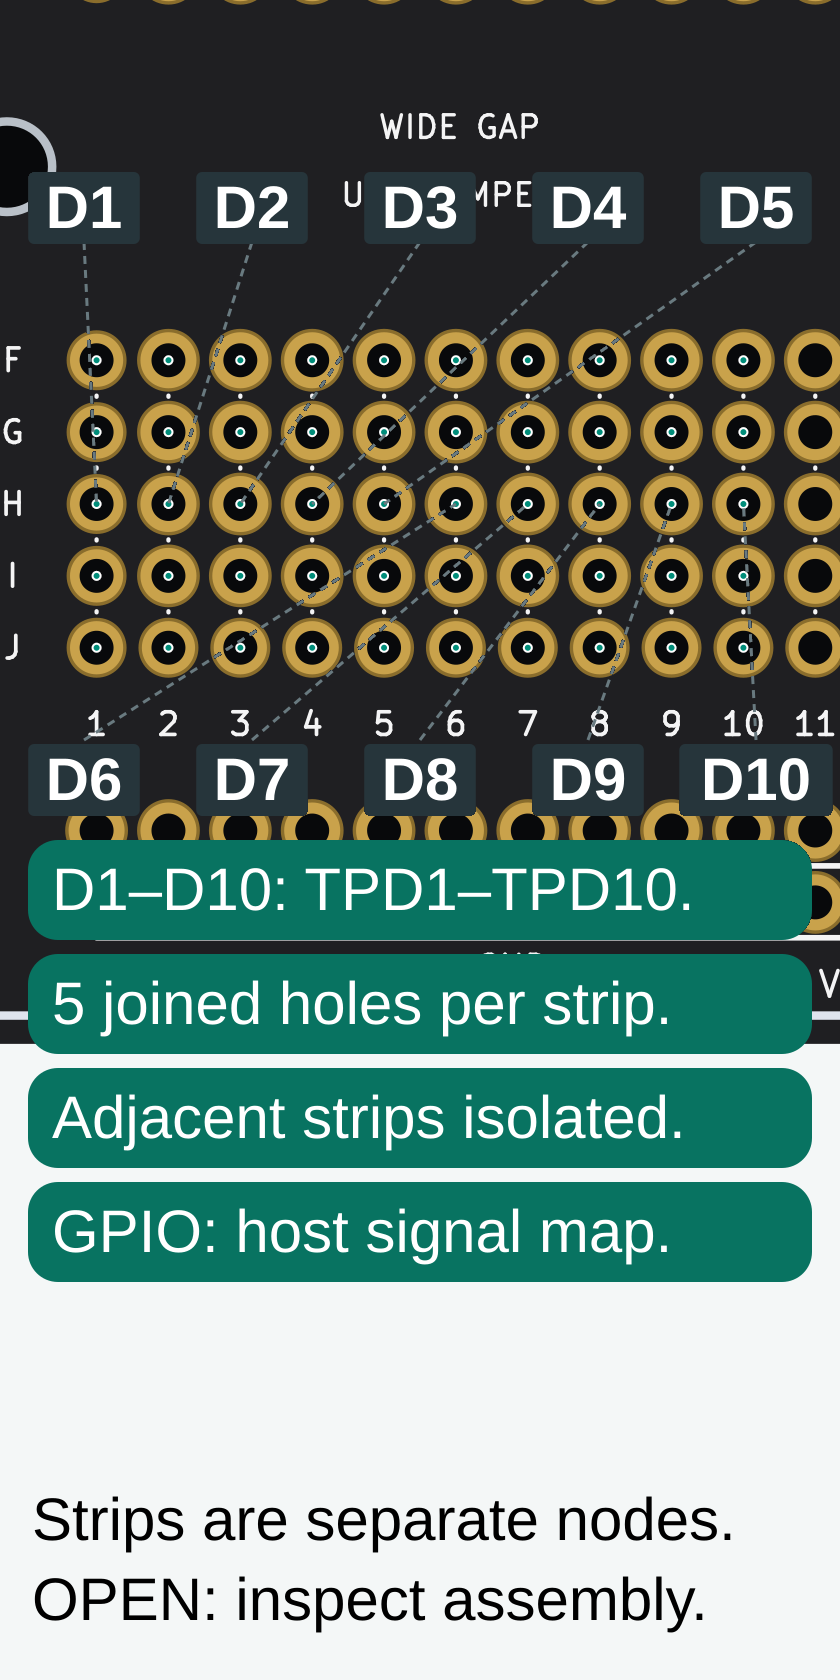 WIDE GAP
D1 D2 D3 D4 D5
F
G
H
I
J
1 2 3 4 5 6 7 8 9 10 11
D6 D7 D8 D9 D10
D1–D10: TPD1–TPD10.
5 joined holes per strip.
V
Adjacent strips isolated.
GPIO: host signal map.
Strips are separate nodes.
OPEN: inspect assembly.